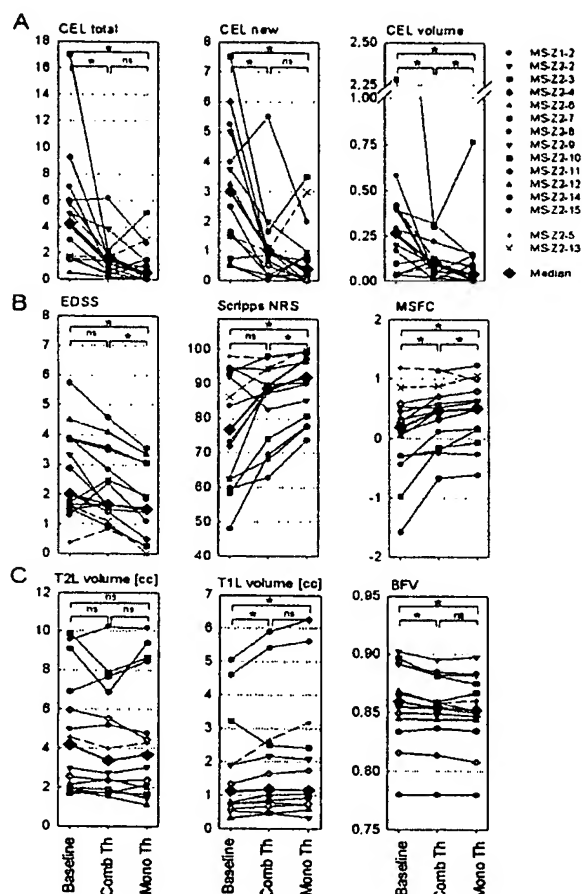 A
CEL total
CEL new
CEL volume
18
16
14
12
10
8
6
4
2
0
*
*
ns
8
7
6
5
4
3
2
1
0
*
*
ns
2.50
2.25
1.00
0.75
0.50
0.25
0.00
*
*
*
MS-Z1-2
MS-Z2-2
MS-Z2-3
MS-Z2-4
MS-Z2-6
MS-Z2-7
MS-Z2-8
MS-Z2-9
MS-Z2-10
MS-Z2-11
MS-Z2-12
MS-Z2-14
MS-Z2-15
MS-Z2-5
MS-Z2-13
Median
B
EDSS
Scripps NRS
MSFC
8
7
6
5
4
3
2
1
0
*
ns
*
100
90
80
70
60
50
40
*
ns
*
2
1
0
-1
-2
*
*
*
C
T2L volume [cc]
T1L volume [cc]
BFV
12
10
8
6
4
2
0
ns
ns
ns
7
6
5
4
3
2
1
0
*
*
ns
0.95
0.90
0.85
0.80
0.75
*
*
ns
Baseline
Comb Th
Mono Th
Baseline
Comb Th
Mono Th
Baseline
Comb Th
Mono Th